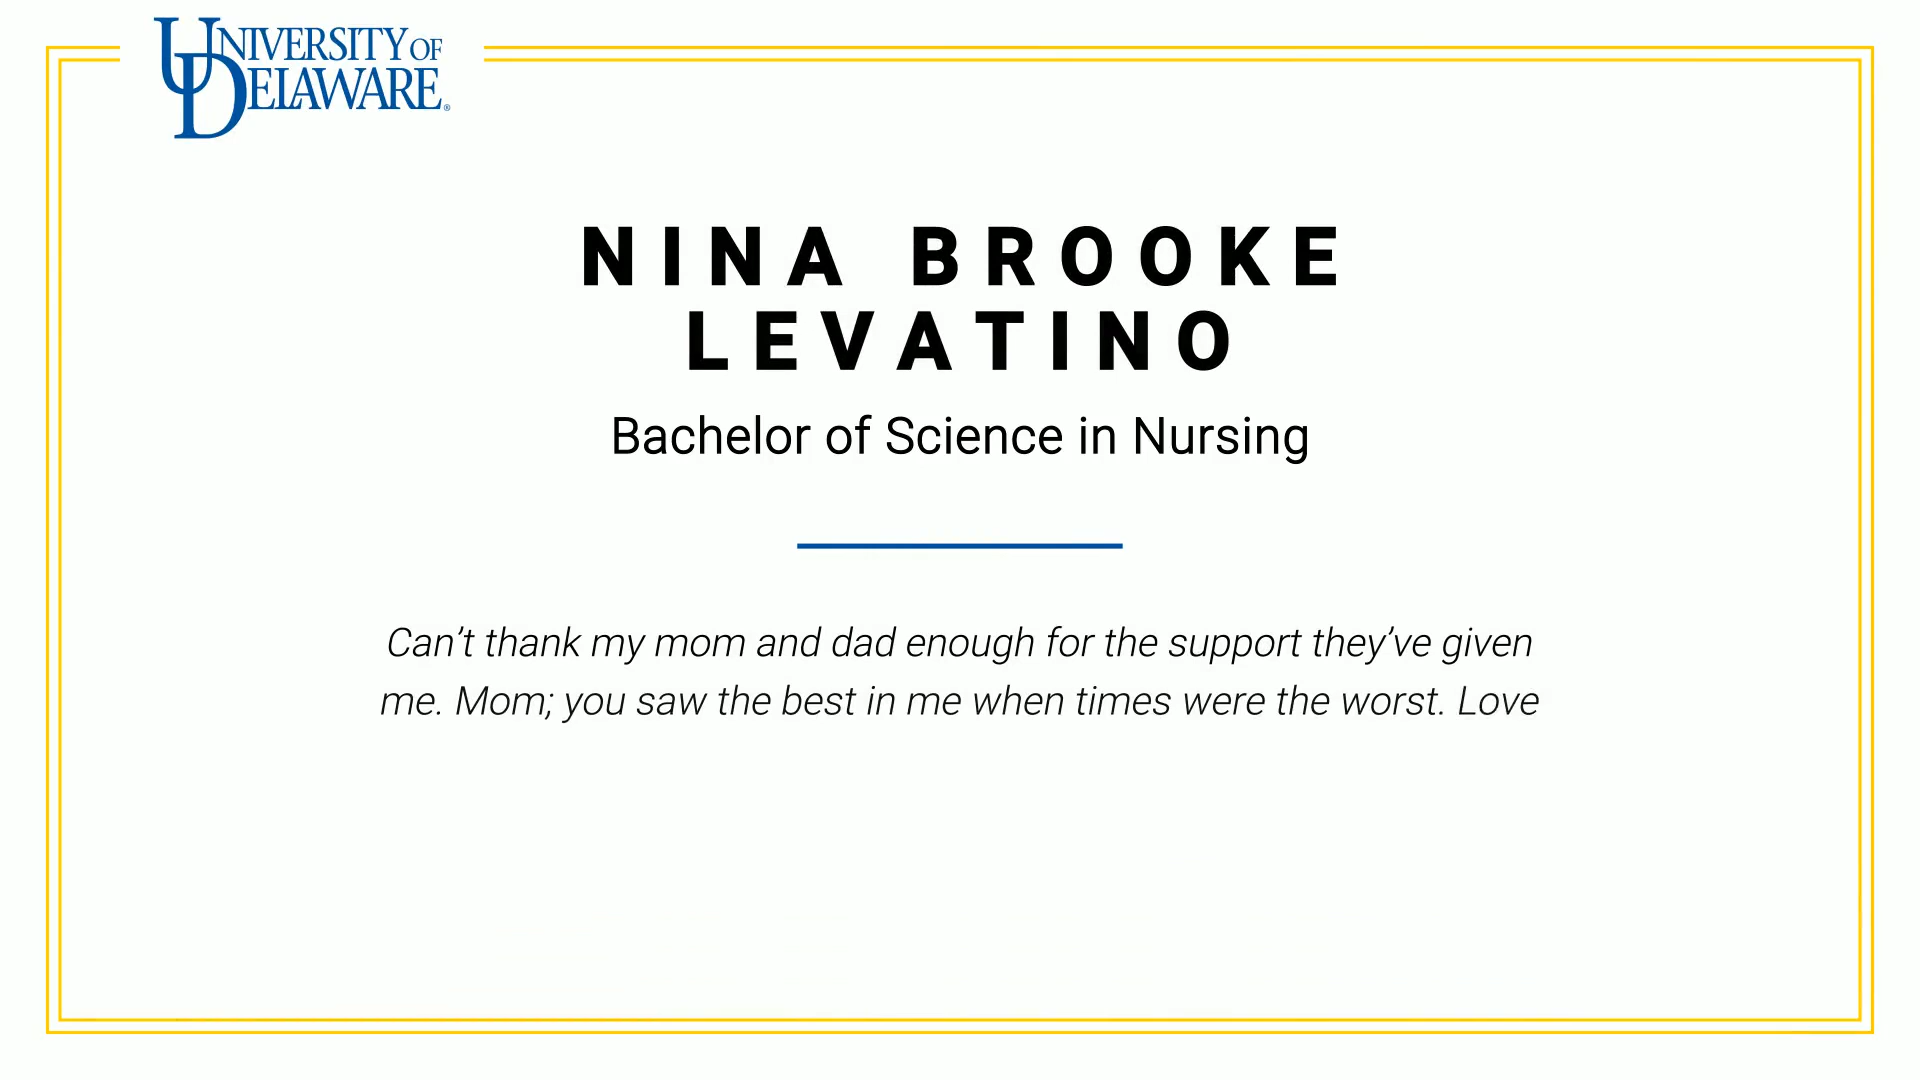 UNIVERSITY OF
DELAWARE®
NINA BROOKE
LEVATINO
Bachelor of Science in Nursing
Can’t thank my mom and dad enough for the support they’ve given
me. Mom; you saw the best in me when times were the worst. Love